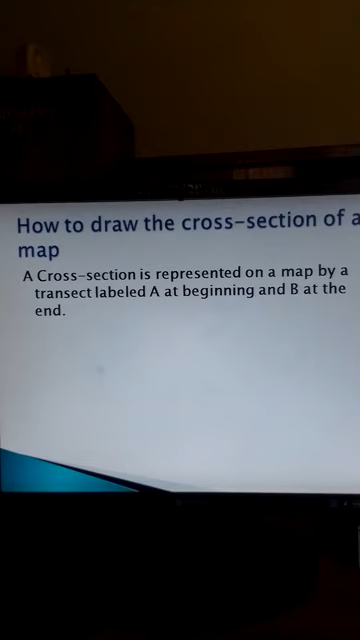 How to draw the cross-section of a
map
A Cross-section is represented on a map by a
transect labeled A at beginning and B at the
end.